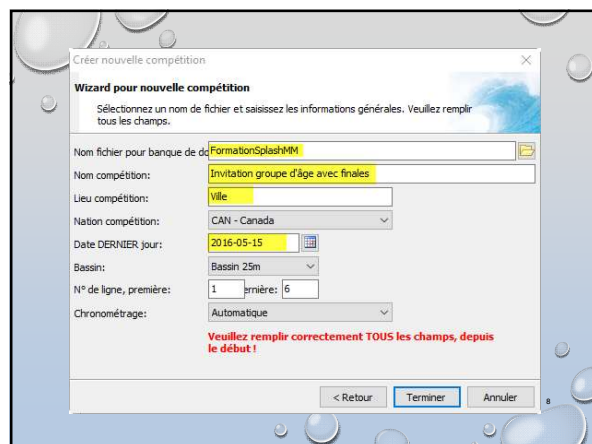 Créer nouvelle compétition
Wizard pour nouvelle compétition
Sélectionnez un nom de fichier et saisissez les informations générales. Veuillez remplir
tous les champs.
Nom fichier pour banque de do FormationSplashMM
Nom compétition: Invitation groupe d'âge avec finales
Lieu compétition: Ville
Nation compétition: CAN - Canada
Date DERNIER jour: 2016-05-15
Bassin: Bassin 25m
N° de ligne, première: 1 ernière: 6
Chronométrage: Automatique
Veuillez remplir correctement TOUS les champs, depuis
le début !
< Retour Terminer Annuler
8